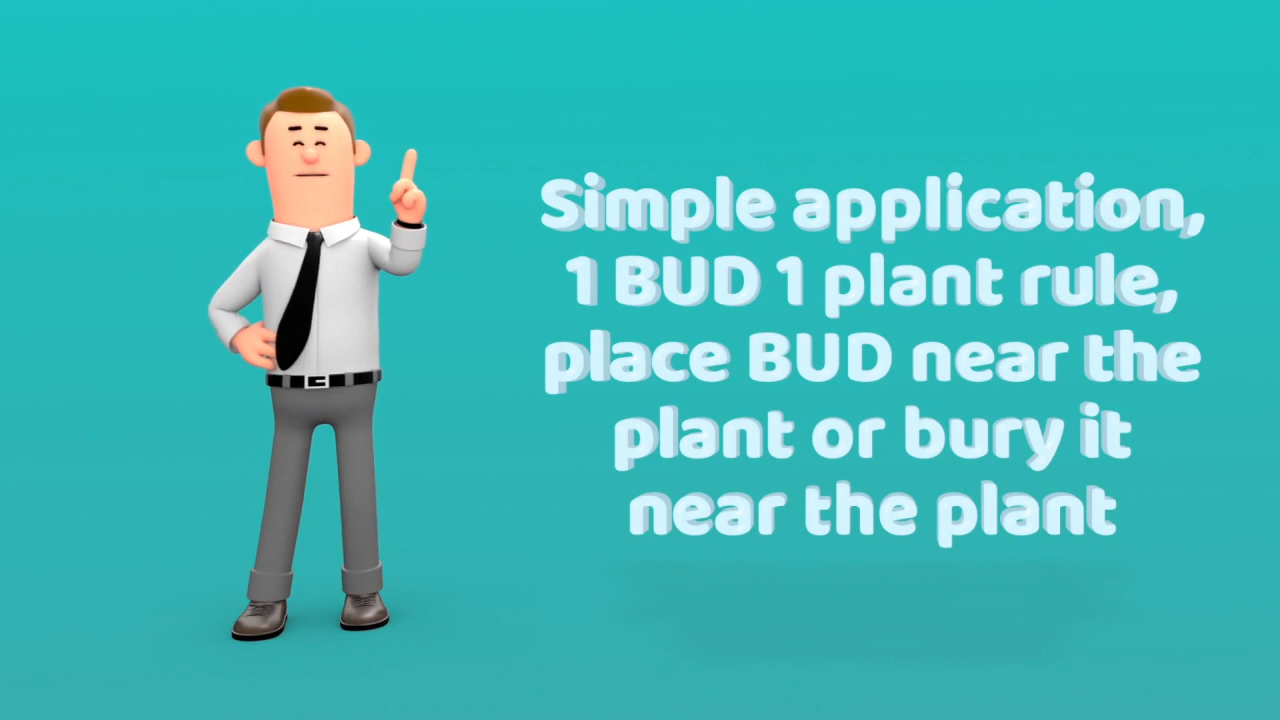 Simple application,
1 BUD 1 plant rule,
place BUD near the
plant or bury it
near the plant